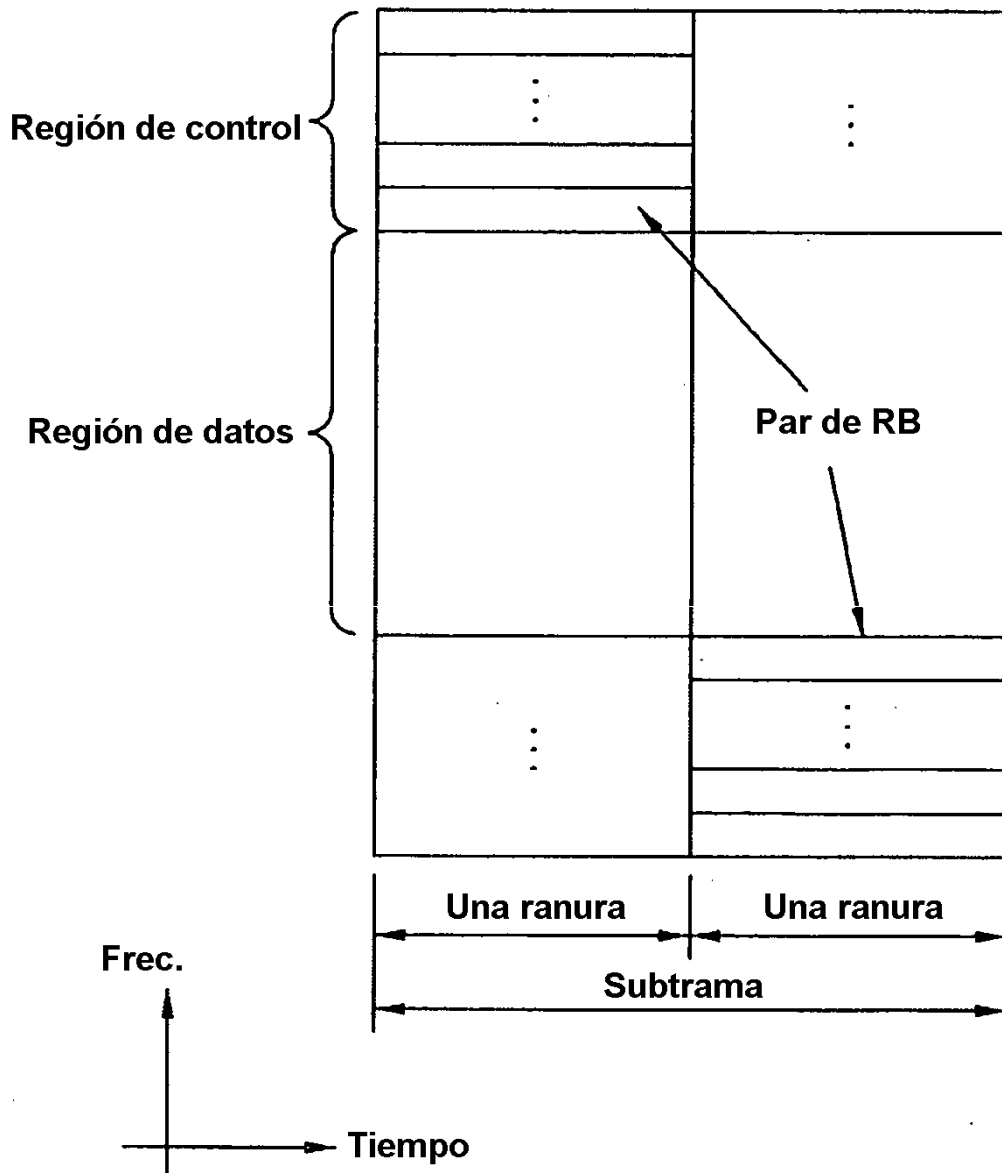 Región de control
Región de datos
Par de RB
Una ranura
Una ranura
Subtrama
Frec.
Tiempo